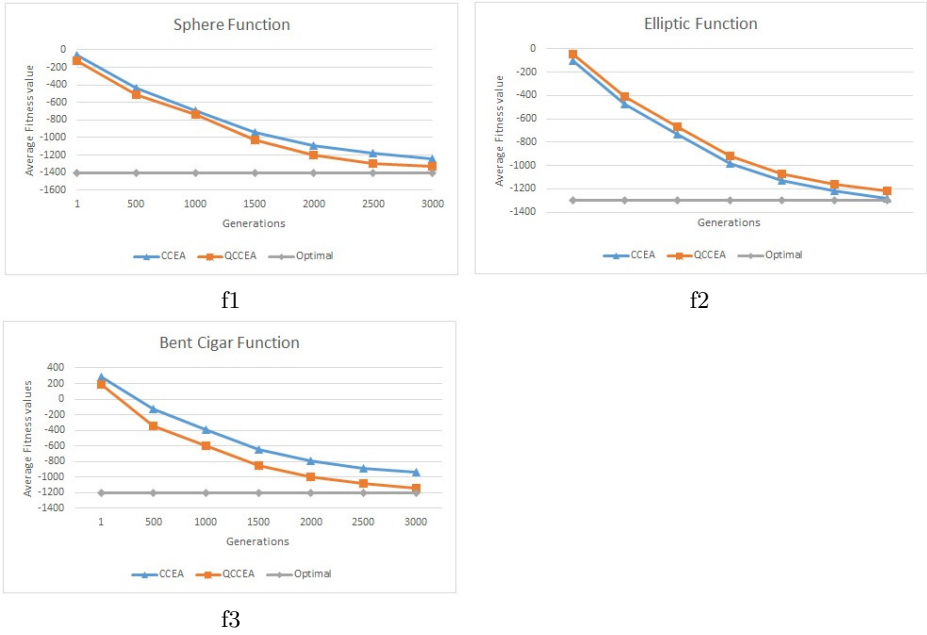 Sphere Function
Average Fitness value
0
-200
-400
-600
-800
-1000
-1200
-1400
-1600
1 500 1000 1500 2000 2500 3000
Generations
CCEA QCCEA Optimal
f1
Elliptic Function
Average Fitness value
0
-200
-400
-600
-800
-1000
-1200
-1400
Generations
CCEA QCCEA Optimal
f2
Bent Cigar Function
Average Fitness values
400
200
0
-200
-400
-600
-800
-1000
-1200
-1400
1 500 1000 1500 2000 2500 3000
Generations
CCEA QCCEA Optimal
f3